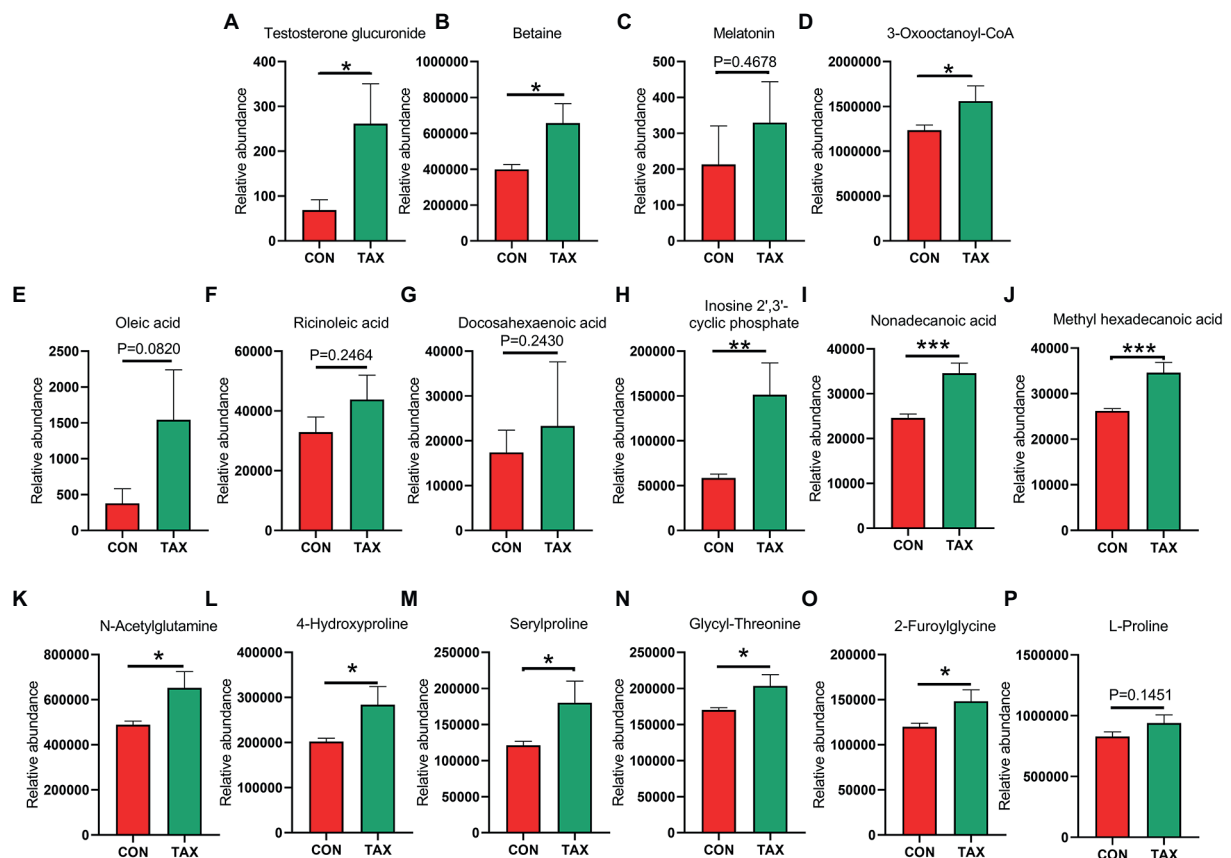 A
Testosterone glucuronide
Relative abundance
400
300
200
100
0
*
CON TAX
B
Betaine
Relative abundance
1000000
800000
600000
400000
200000
0
*
CON TAX
C
Melatonin
Relative abundance
500
400
300
200
100
0
P=0.4678
CON TAX
D
3-Oxooctanoyl-CoA
Relative abundance
2000000
1500000
1000000
500000
0
*
CON TAX
E
Oleic acid
Relative abundance
2500
2000
1500
1000
500
0
P=0.0820
CON TAX
F
Ricinoleic acid
Relative abundance
60000
40000
20000
0
P=0.2464
CON TAX
G
Docosahexaenoic acid
Relative abundance
40000
30000
20000
10000
0
P=0.2430
CON TAX
H
Inosine 2',3'-
cyclic phosphate
Relative abundance
200000
150000
100000
50000
0
**
CON TAX
I
Nonadecanoic acid
Relative abundance
40000
30000
20000
10000
0
***
CON TAX
J
Methyl hexadecanoic acid
Relative abundance
40000
30000
20000
10000
0
***
CON TAX
K
N-Acetylglutamine
Relative abundance
800000
600000
400000
200000
0
*
CON TAX
L
4-Hydroxyproline
Relative abundance
400000
300000
200000
100000
0
*
CON TAX
M
Serylproline
Relative abundance
250000
200000
150000
100000
50000
0
*
CON TAX
N
Glycyl-Threonine
Relative abundance
250000
200000
150000
100000
50000
0
*
CON TAX
O
2-Furoylglycine
Relative abundance
200000
150000
100000
50000
0
*
CON TAX
P
L-Proline
Relative abundance
1500000
1000000
500000
0
P=0.1451
CON TAX